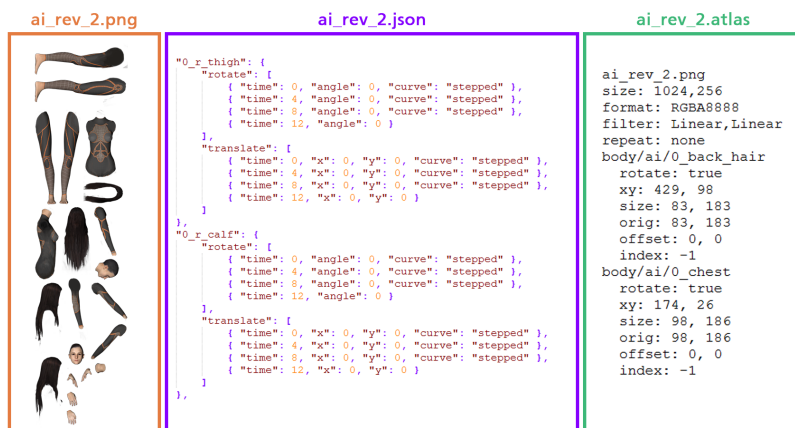 ai_rev_2.png
ai_rev_2.json
"0_r_thigh": {
"rotate": [
{ "time": 0, "angle": 0, "curve": "stepped" },
{ "time": 4, "angle": 0, "curve": "stepped" },
{ "time": 8, "angle": 0, "curve": "stepped" },
{ "time": 12, "angle": 0 }
],
"translate": [
{ "time": 0, "x": 0, "y": 0, "curve": "stepped" },
{ "time": 4, "x": 0, "y": 0, "curve": "stepped" },
{ "time": 8, "x": 0, "y": 0, "curve": "stepped" },
{ "time": 12, "x": 0, "y": 0 }
]
},
"0_r_calf": {
"rotate": [
{ "time": 0, "angle": 0, "curve": "stepped" },
{ "time": 4, "angle": 0, "curve": "stepped" },
{ "time": 8, "angle": 0, "curve": "stepped" },
{ "time": 12, "angle": 0 }
],
"translate": [
{ "time": 0, "x": 0, "y": 0, "curve": "stepped" },
{ "time": 4, "x": 0, "y": 0, "curve": "stepped" },
{ "time": 8, "x": 0, "y": 0, "curve": "stepped" },
{ "time": 12, "x": 0, "y": 0 }
]
},
ai_rev_2.atlas
ai_rev_2.png
size: 1024,256
format: RGBA8888
filter: Linear,Linear
repeat: none
body/ai/0_back_hair
rotate: true
xy: 429, 98
size: 83, 183
orig: 83, 183
offset: 0, 0
index: -1
body/ai/0_chest
rotate: true
xy: 174, 26
size: 98, 186
orig: 98, 186
offset: 0, 0
index: -1